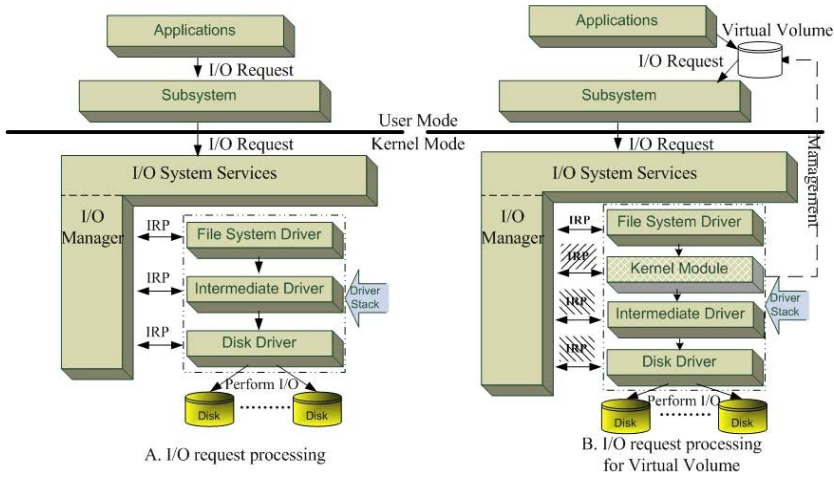 Applications
I/O Request
Subsystem
User Mode
Kernel Mode
I/O Request
I/O System Services
I/O
Manager
IRP
File System Driver
IRP
Intermediate Driver
Driver
Stack
IRP
Disk Driver
Perform I/O
Disk
Disk
A. I/O request processing
Applications
Virtual Volume
I/O Request
Subsystem
I/O Request
Management
I/O System Services
I/O
Manager
IRP
File System Driver
IRP
Kernel Module
IRP
Intermediate Driver
Driver
Stack
IRP
Disk Driver
Perform I/O
Disk
Disk
B. I/O request processing
for Virtual Volume